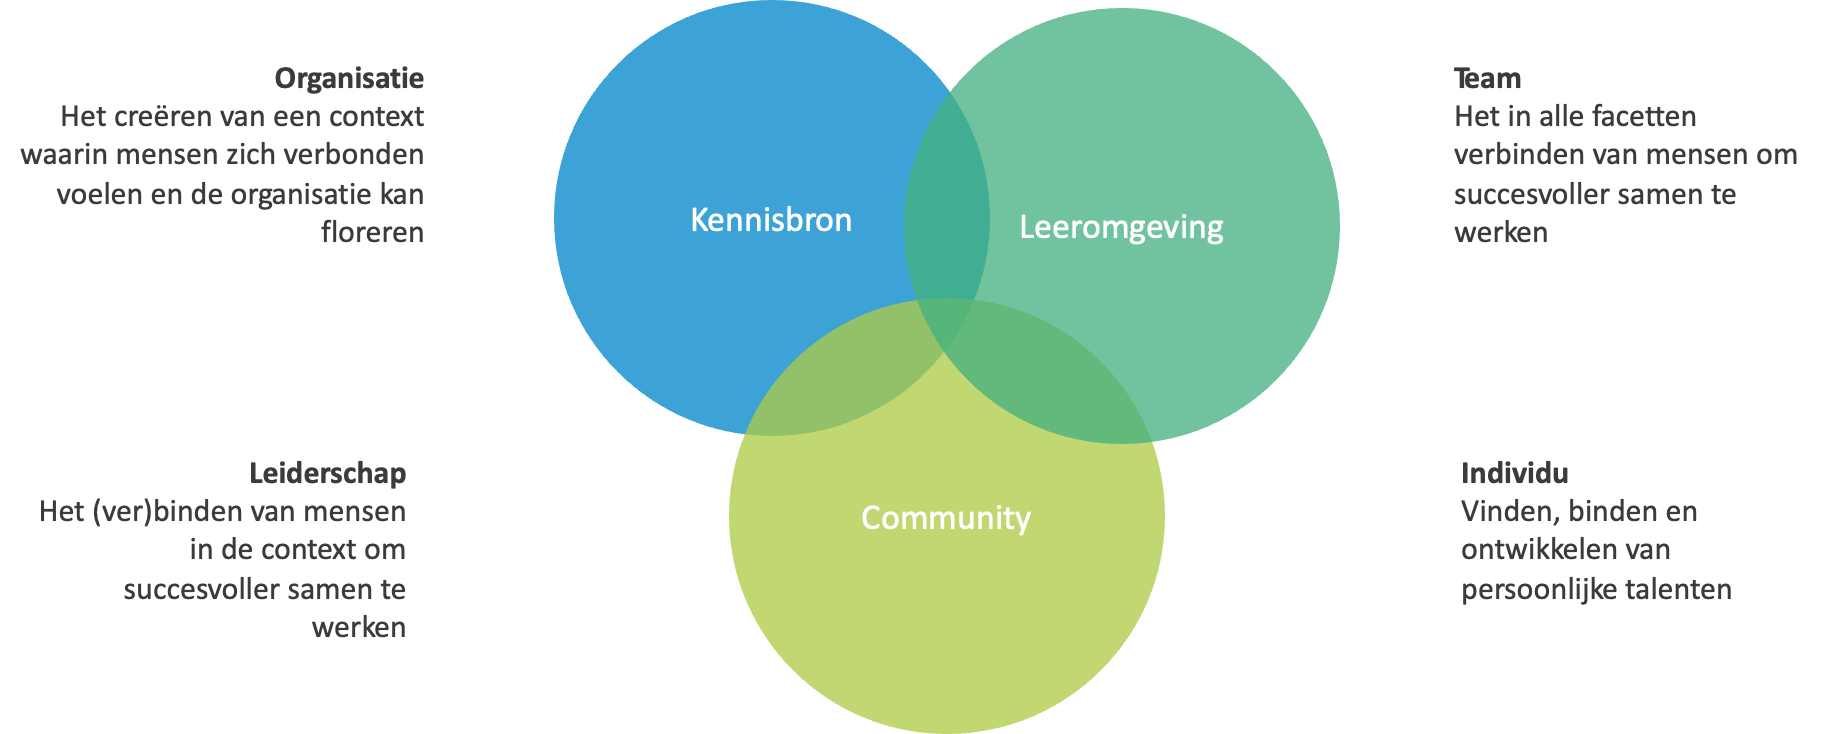 Organisatie
Het creëren van een context
waarin mensen zich verbonden
voelen en de organisatie kan
floreren
Kennisbron
Leeromgeving
Team
Het in alle facetten
verbinden van mensen om
succesvoller samen te
werken
Leiderschap
Het (ver)binden van mensen
in de context om
succesvoller samen te
werken
Community
Individu
Vinden, binden en
ontwikkelen van
persoonlijke talenten